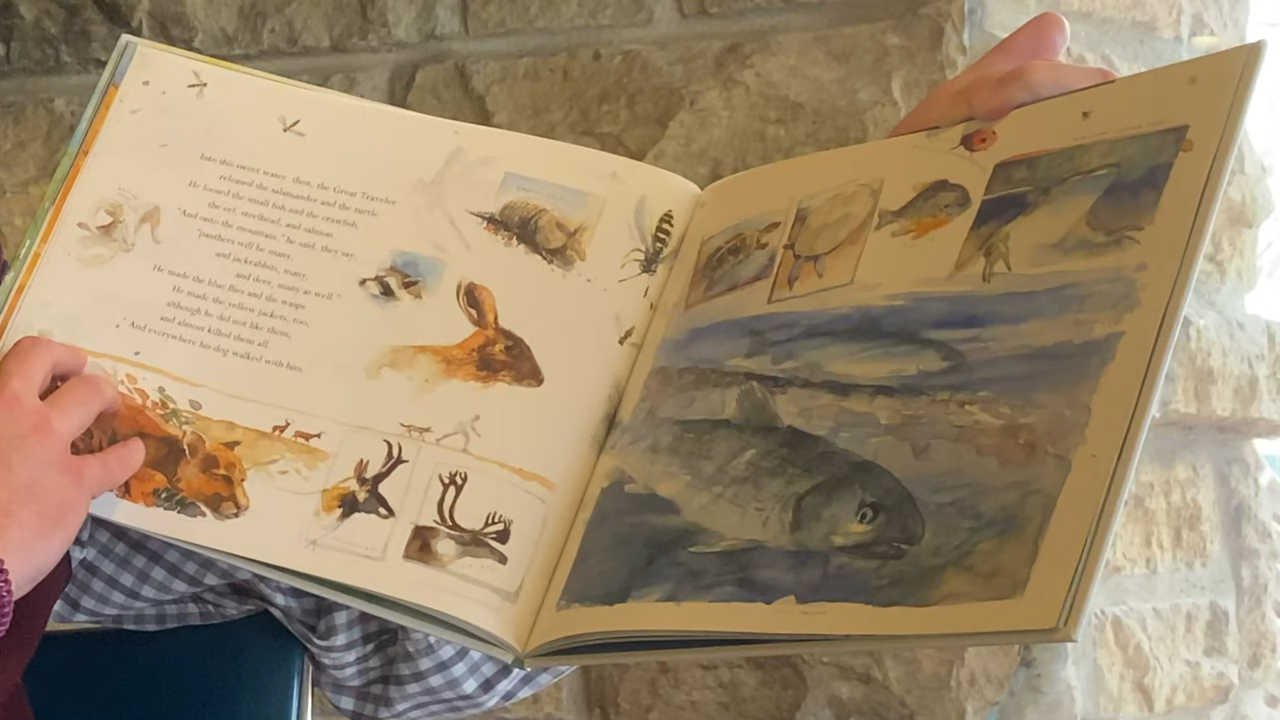 Into this sweet water, then, the Great Traveler
released the salamander and the turtle.
He loosed the small fish and the crawfish,
the eel, steelhead, and salmon.
"And onto the mountain," he said, they say,
"panthers will be many,
and jackrabbits, many,
and deer, many as well."
He made the blue flies and the wasps
He made the yellow jackets, too,
although he did not like them,
and almost killed them all.
And everywhere his dog walked with him.